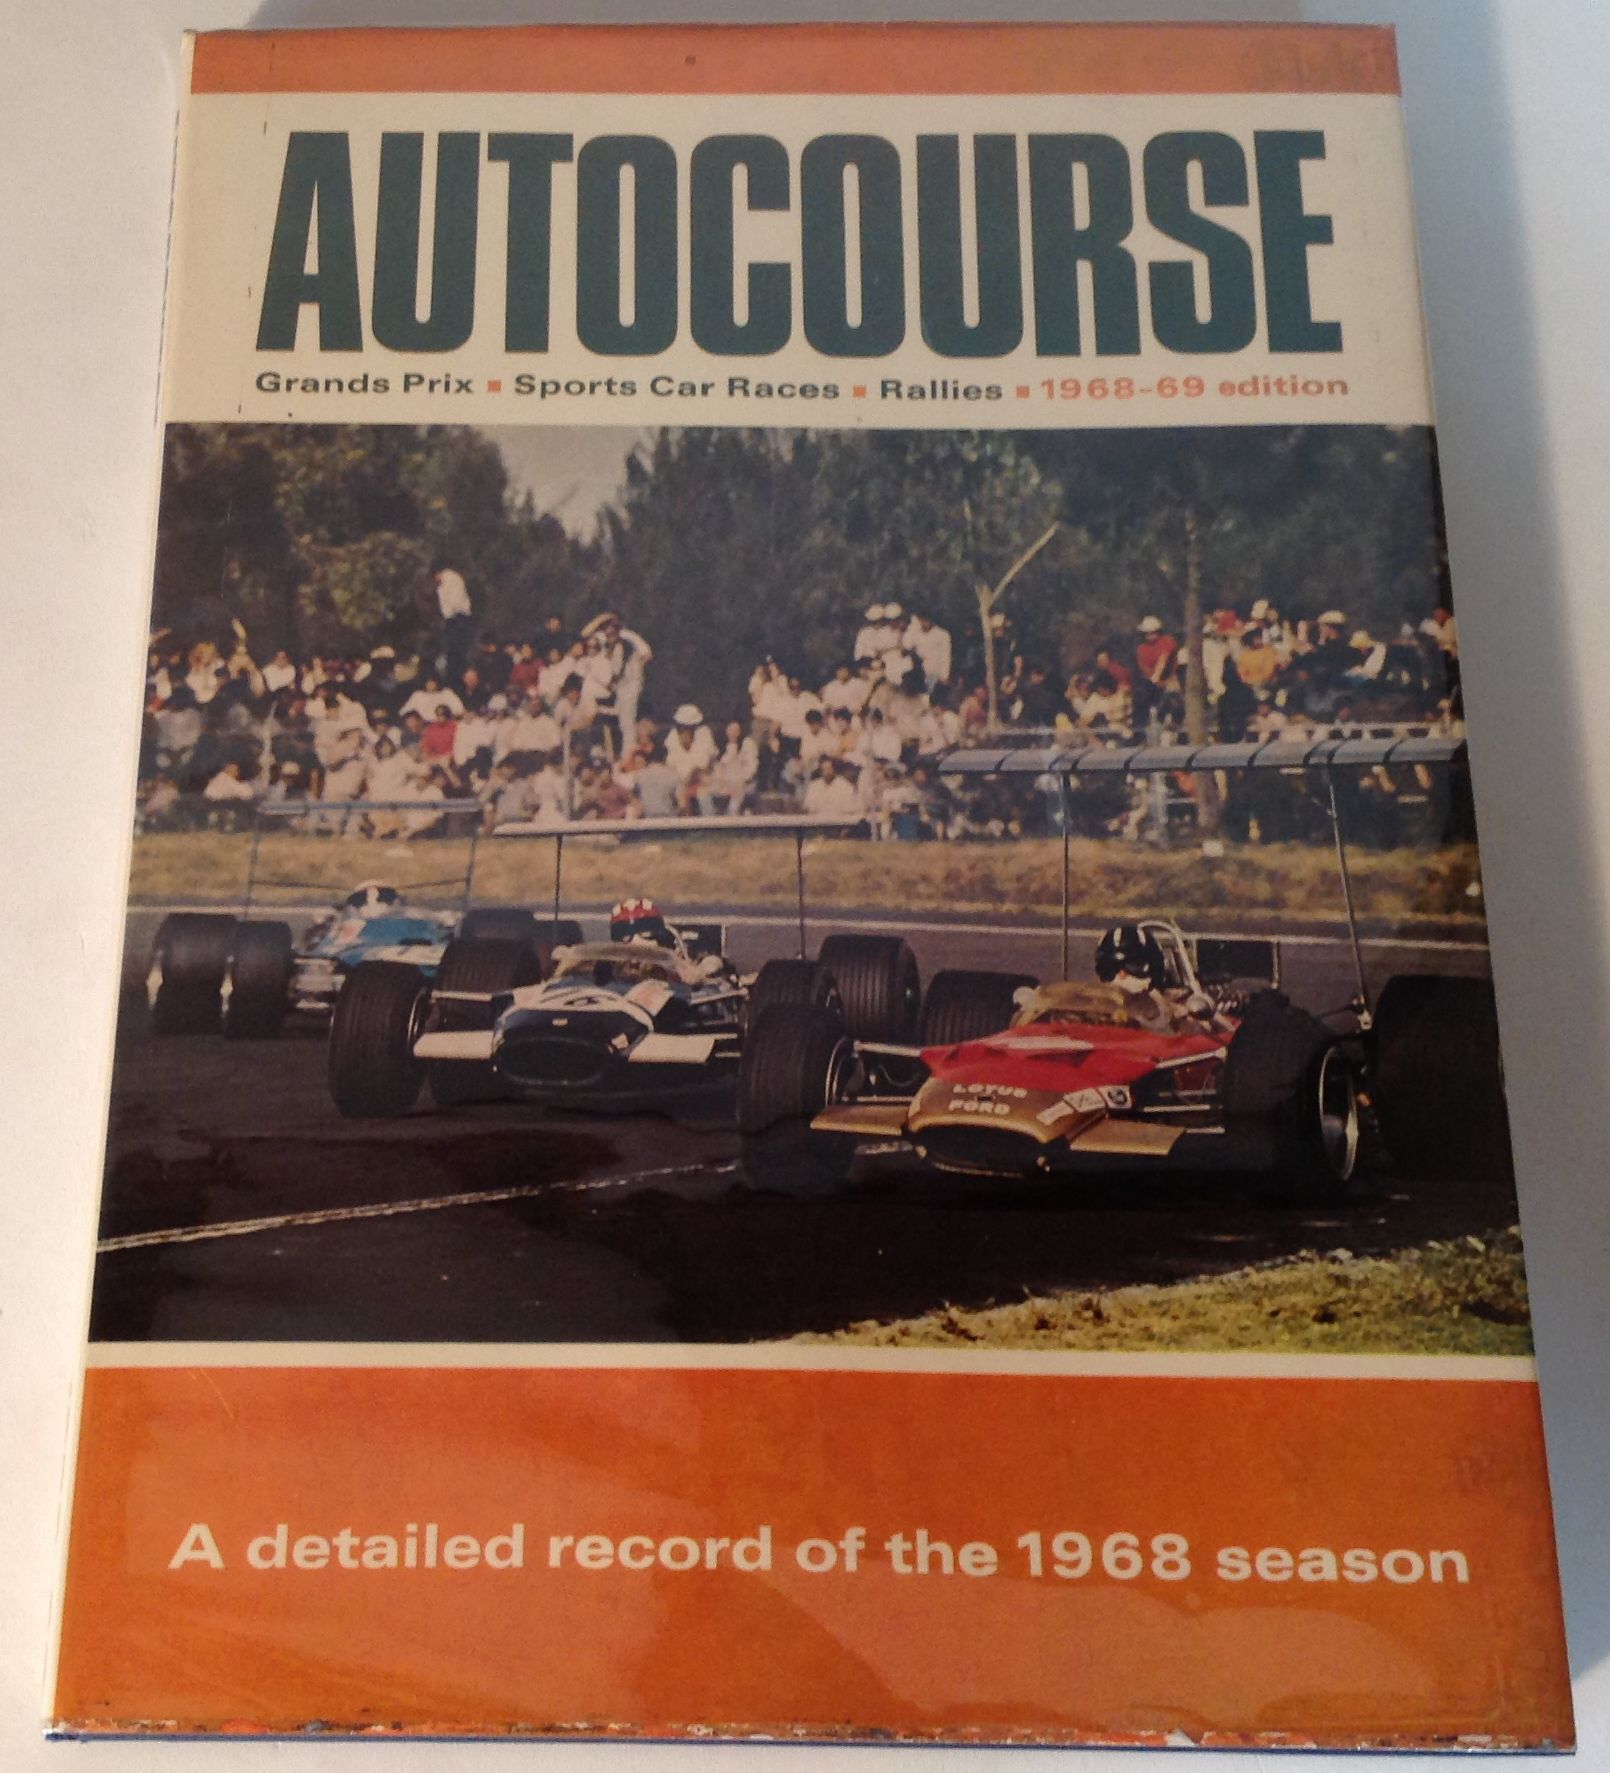 AUTOCOURSE
Grands Prix ▪ Sports Car Races ▪ Rallies ▪ 1968-69 edition
LOTUS
FORD
A detailed record of the 1968 season